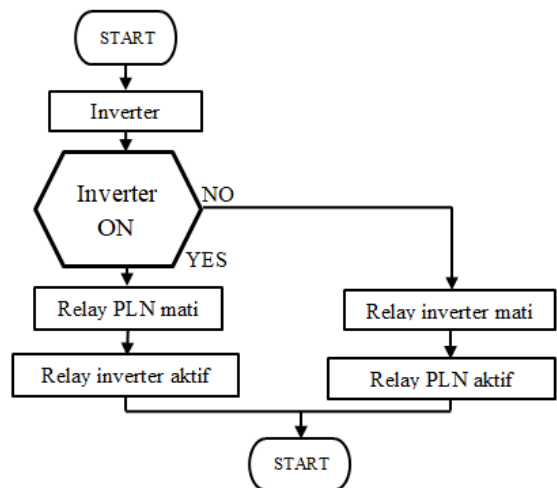 START
Inverter
Inverter
ON
NO
YES
Relay PLN mati
Relay inverter aktif
Relay inverter mati
Relay PLN aktif
START